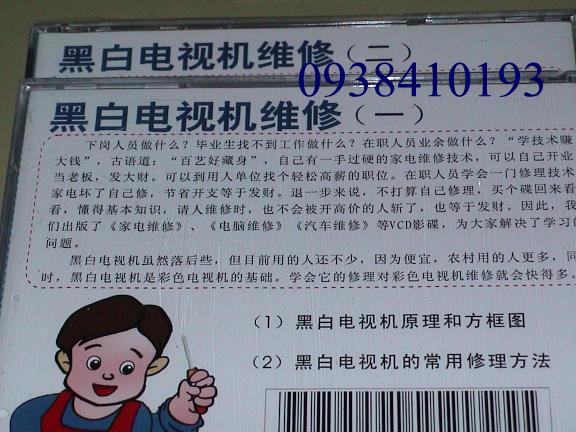 黑白电视机维修（二）
0938410193
黑白电视机维修（一）
下岗人员做什么？毕业生找不到工作做什么？在职人员业余做什么？“学技术赚
大钱”，古语道：“百艺好藏身”，自己有一手过硬的家电维修技术，可以自己开业
当老板，发大财。可以到用人单位找个轻松高薪的职位。在职人员学会一门修理技术
家电坏了自己修，节省开支等于发财。退一步来说，不打算自己修理，买个碟回来看
看，懂得基本知识，请人维修时，也不会被开高价的人斩了，也等于发财。因此，我
们出版了《家电维修》、《电脑维修》《汽车维修》等VCD影碟，为大家解决了学习的
问题。
黑白电视机虽然落后些，但目前用的人还不少，因为便宜，农村用的人更多，同
时，黑白电视机是彩色电视机的基础。学会它的修理对彩色电视机维修就会快得多。
（1）黑白电视机原理和方框图
（2）黑白电视机的常用修理方法